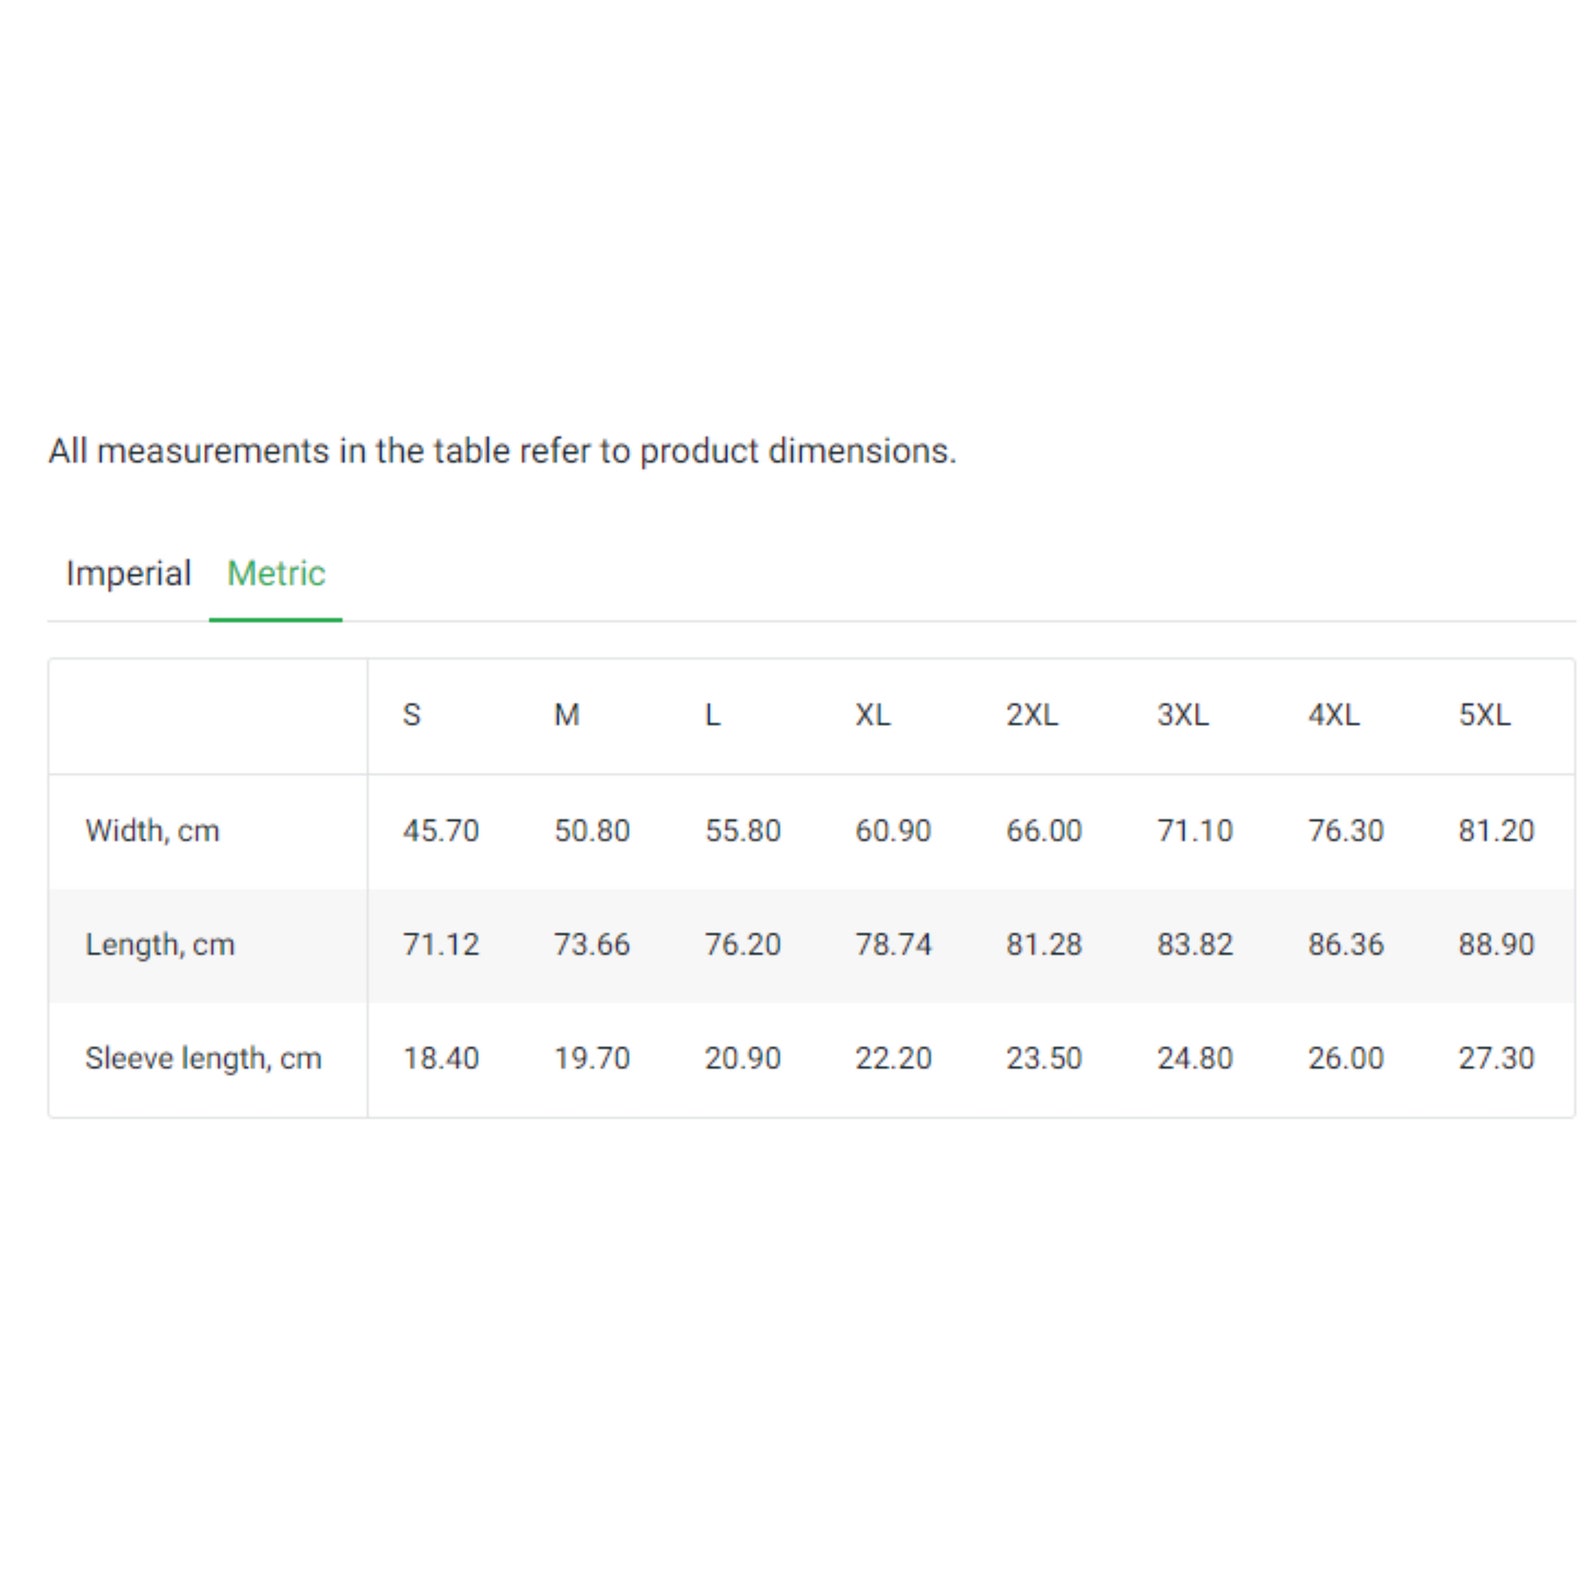 All measurements in the table refer to product dimensions.
Imperial Metric
S M L XL 2XL 3XL 4XL 5XL
Width, cm 45.70 50.80 55.80 60.90 66.00 71.10 76.30 81.20
Length, cm 71.12 73.66 76.20 78.74 81.28 83.82 86.36 88.90
Sleeve length, cm 18.40 19.70 20.90 22.20 23.50 24.80 26.00 27.30